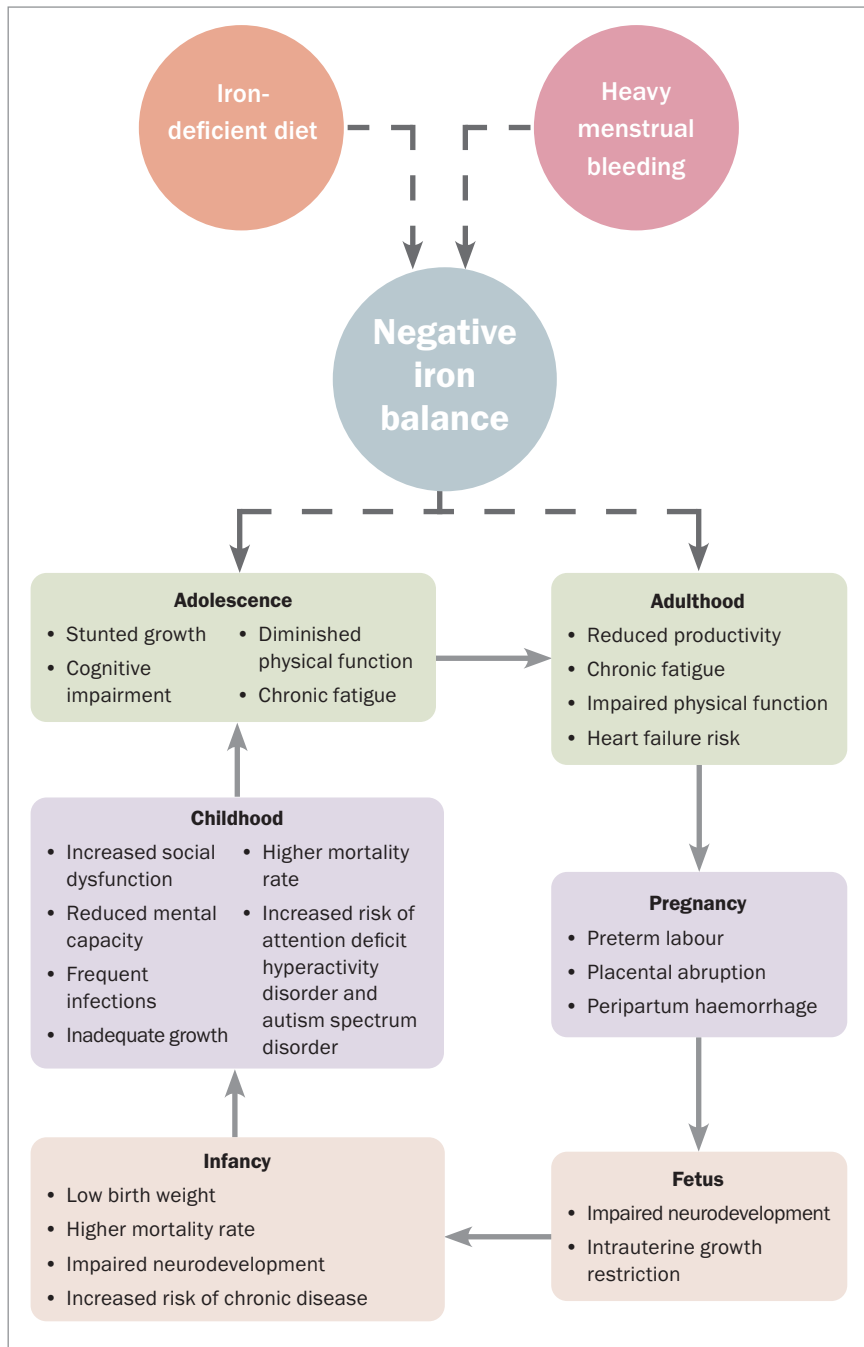 Iron-
deficient diet
Heavy
menstrual
bleeding
Negative
iron
balance
Adolescence
• Stunted growth
• Cognitive
impairment
• Diminished
physical function
• Chronic fatigue
Adulthood
• Reduced productivity
• Chronic fatigue
• Impaired physical function
• Heart failure risk
Childhood
• Increased social
dysfunction
• Reduced mental
capacity
• Frequent
infections
• Inadequate growth
• Higher mortality
rate
• Increased risk of
attention deficit
hyperactivity
disorder and
autism spectrum
disorder
Pregnancy
• Preterm labour
• Placental abruption
• Peripartum haemorrhage
Infancy
• Low birth weight
• Higher mortality rate
• Impaired neurodevelopment
• Increased risk of chronic disease
Fetus
• Impaired neurodevelopment
• Intrauterine growth
restriction